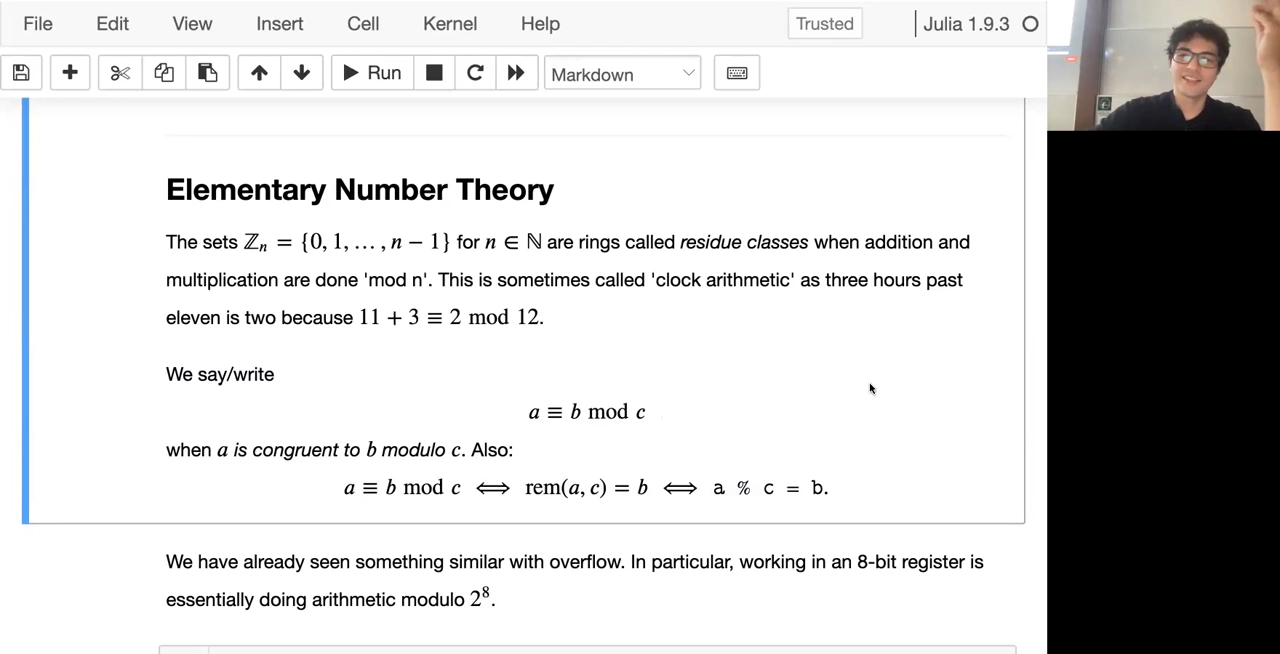 File Edit View Insert Cell Kernel Help Trusted Julia 1.9.3
Run Markdown
Elementary Number Theory
The sets ℤₙ = {0, 1, … , n − 1} for n ∈ ℕ are rings called residue classes when addition and
multiplication are done 'mod n'. This is sometimes called 'clock arithmetic' as three hours past
eleven is two because 11 + 3 ≡ 2 mod 12.
We say/write
a ≡ b mod c
when a is congruent to b modulo c. Also:
a ≡ b mod c ⟺ rem(a, c) = b ⟺ a % c = b.
We have already seen something similar with overflow. In particular, working in an 8-bit register is
essentially doing arithmetic modulo 2⁸.